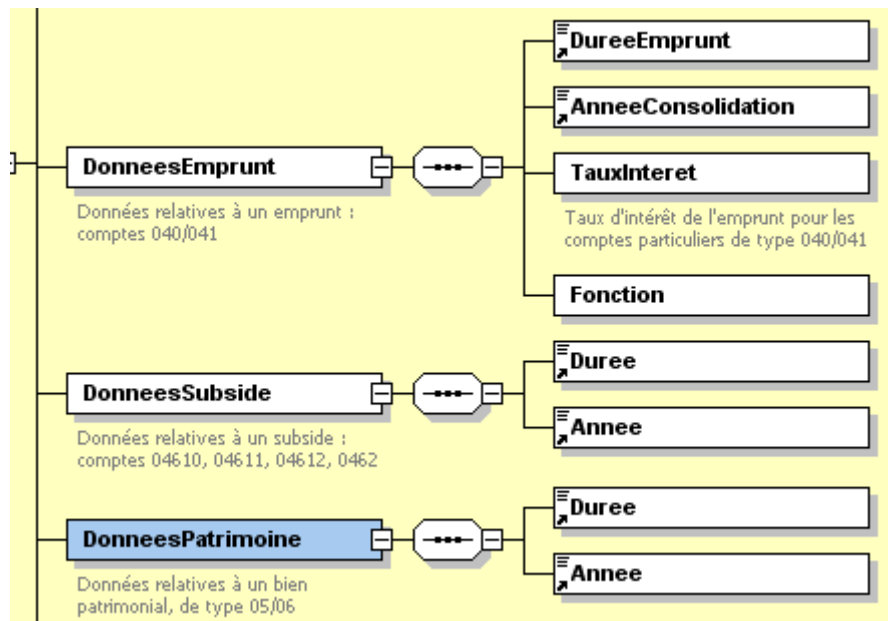 DureeEmprunt
AnneeConsolidation
DonneesEmprunt
Données relatives à un emprunt :
comptes 040/041
TauxInteret
Taux d'intérêt de l'emprunt pour les
comptes particuliers de type 040/041
Fonction
DonneesSubside
Données relatives à un subside :
comptes 04610, 04611, 04612, 0462
Duree
Annee
DonneesPatrimoine
Données relatives à un bien
patrimonial, de type 05/06
Duree
Annee